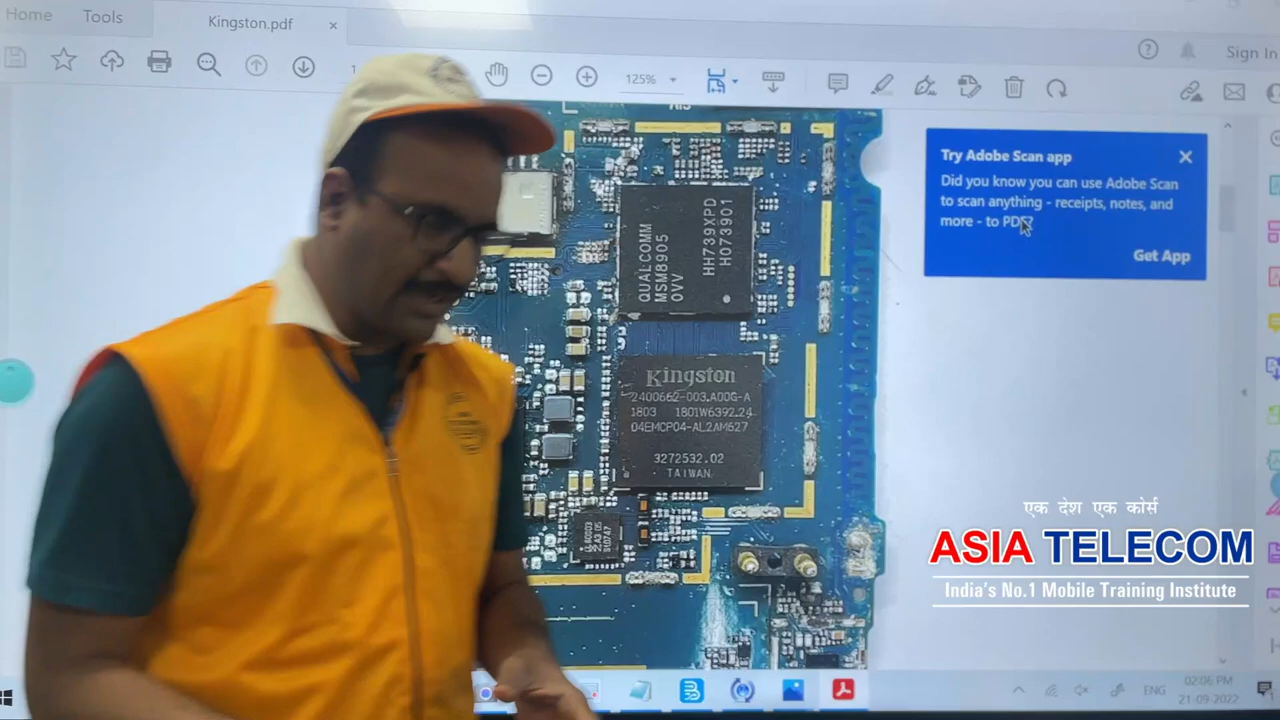 Home
Tools
Kingston.pdf
1
125%
Sign In
Try Adobe Scan app
Did you know you can use Adobe Scan
to scan anything - receipts, notes, and
more - to PDF?
Get App
QUALCOMM
MSM8905
0VV
HH739XPD
H073901
Kingston
2400662-003.A00G-A
1803 1801W6392.24
04EMCP04-AL2AM627
3272532.02
TAIWAN
एक देश एक कोर्स
ASIA TELECOM
India's No.1 Mobile Training Institute
ENG
02:06 PM
21-09-2022